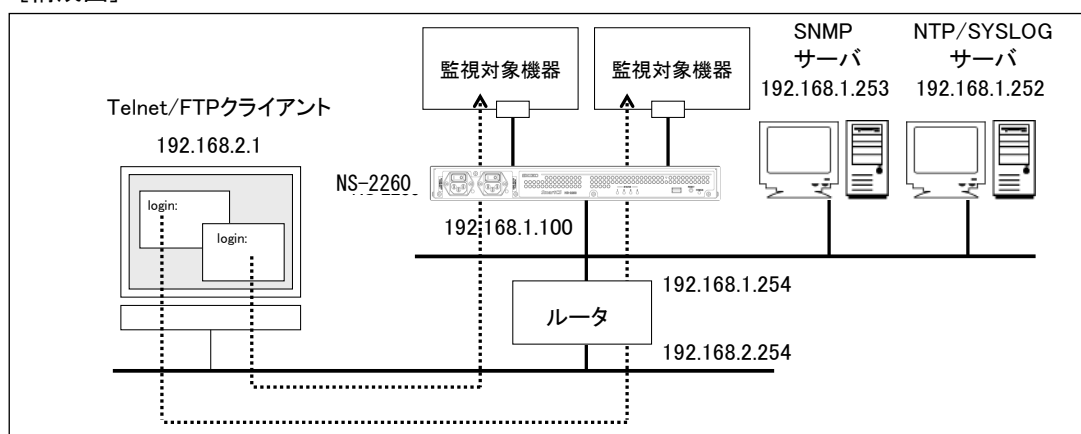 [構成図]
SNMP
サーバ
192.168.1.253
NTP/SYSLOG
サーバ
192.168.1.252
監視対象機器
監視対象機器
Telnet/FTPクライアント
192.168.2.1
NS-2260
login:
login:
192.168.1.100
192.168.1.254
ルータ
192.168.2.254